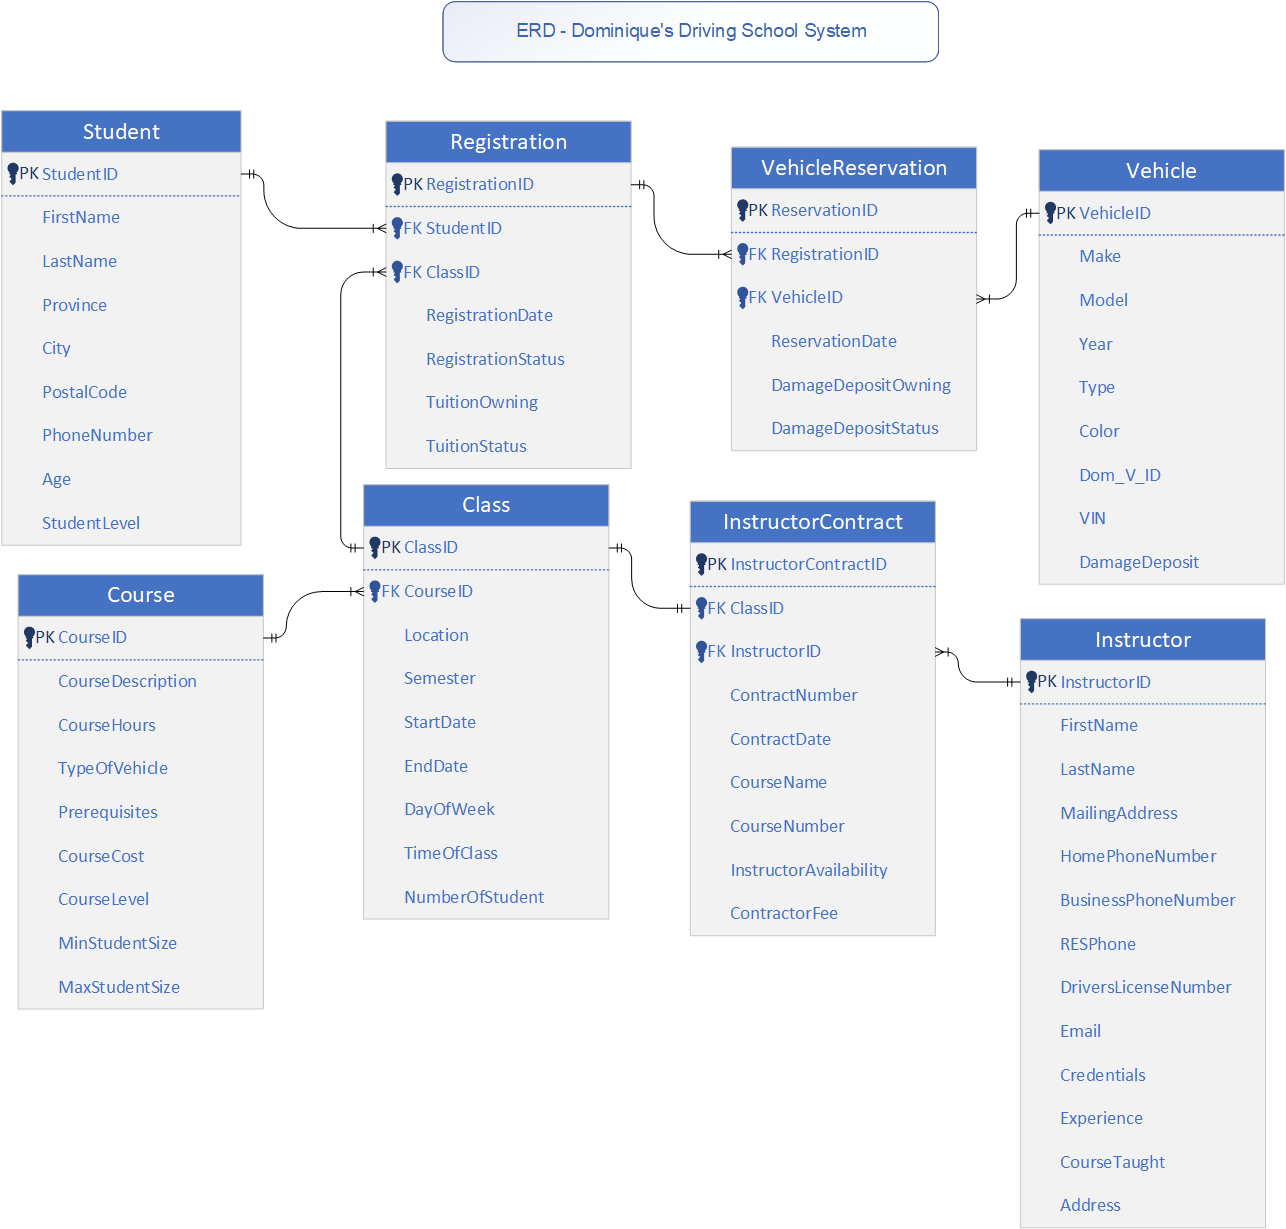 ERD - Dominique's Driving School System
Student
PK StudentID
FirstName
LastName
Province
City
PostalCode
PhoneNumber
Age
StudentLevel
Registration
PK RegistrationID
FK StudentID
FK ClassID
RegistrationDate
RegistrationStatus
TuitionOwning
TuitionStatus
VehicleReservation
PK ReservationID
FK RegistrationID
FK VehicleID
ReservationDate
DamageDepositOwning
DamageDepositStatus
Vehicle
PK VehicleID
Make
Model
Year
Type
Color
Dom_V_ID
VIN
DamageDeposit
Course
PK CourseID
CourseDescription
CourseHours
TypeOfVehicle
Prerequisites
CourseCost
CourseLevel
MinStudentSize
MaxStudentSize
Class
PK ClassID
FK CourseID
Location
Semester
StartDate
EndDate
DayOfWeek
TimeOfClass
NumberOfStudent
InstructorContract
PK InstructorContractID
FK ClassID
FK InstructorID
ContractNumber
ContractDate
CourseName
CourseNumber
InstructorAvailability
ContractorFee
Instructor
PK InstructorID
FirstName
LastName
MailingAddress
HomePhoneNumber
BusinessPhoneNumber
RESPhone
DriversLicenseNumber
Email
Credentials
Experience
CourseTaught
Address